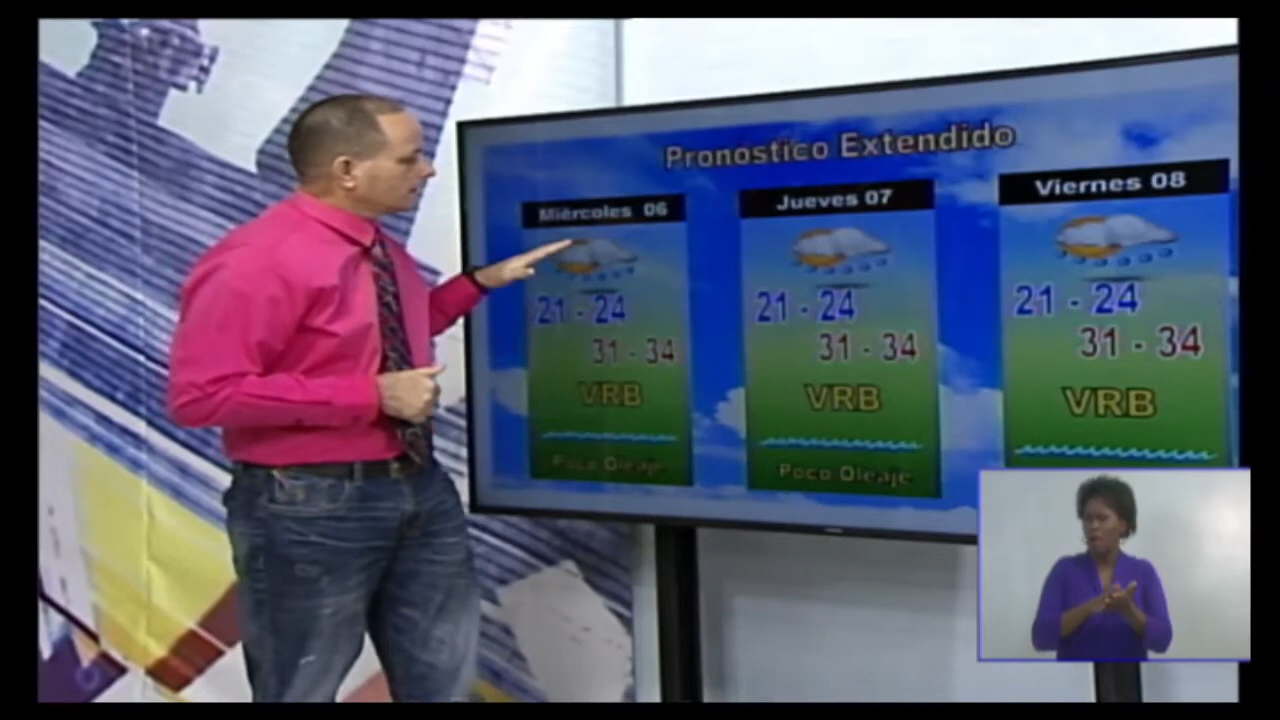 Pronóstico Extendido
Miércoles 06
21 - 24
31 - 34
VRB
Poco Oleaje
Jueves 07
21 - 24
31 - 34
VRB
Poco Oleaje
Viernes 08
21 - 24
31 - 34
VRB